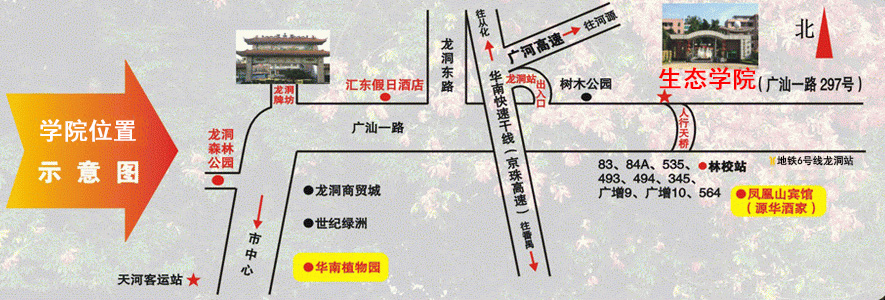 学院位置
示意图
龙洞
牌坊
汇东假日酒店
龙洞东路
往从化
广河高速
往河源
龙洞站
出入口
树木公园
生态学院（广汕一路297号）
北
龙洞
森林
公园
广汕一路
华南快速干线（京珠高速）
往番禺
人行天桥
83、84A、535、
493、494、345、
广增9、广增10、564
林校站
地铁6号线龙洞站
凤凰山宾馆
（源华酒家）
龙洞商贸城
世纪绿洲
华南植物园
市中心
天河客运站